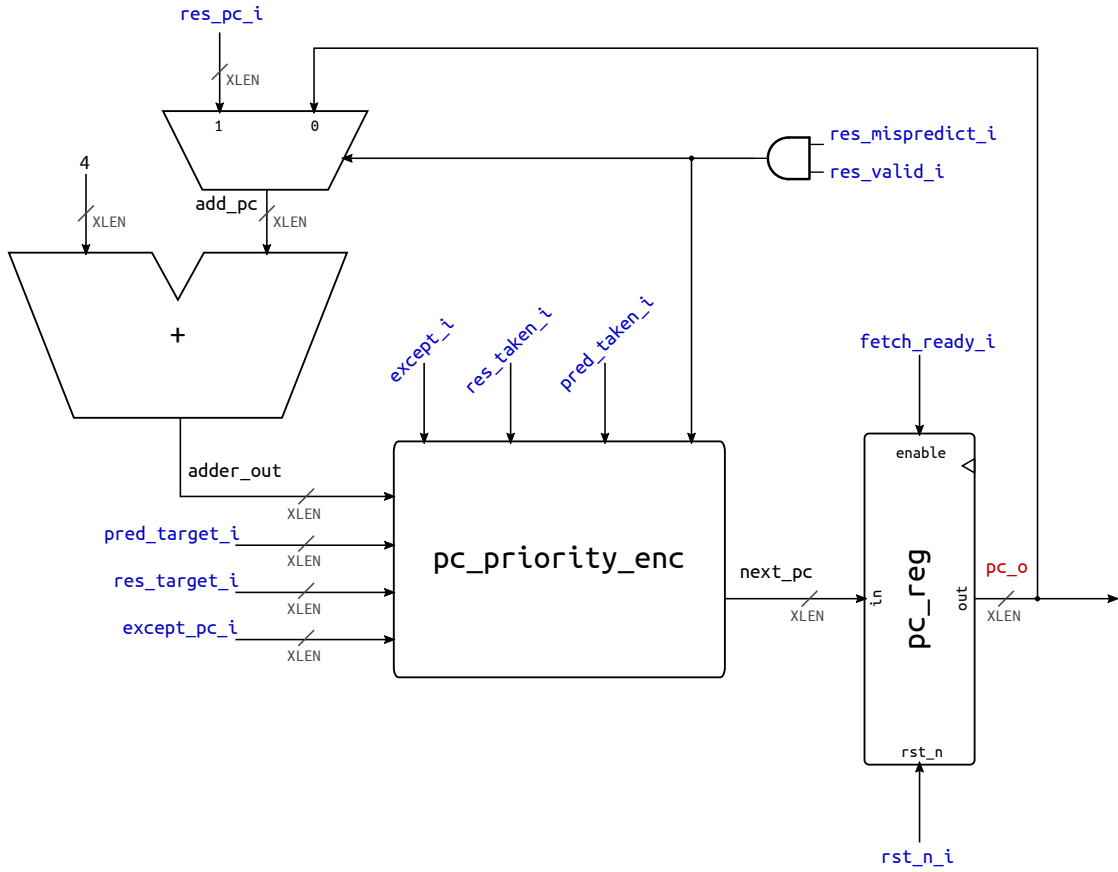 res_pc_i
XLEN
1
0
res_mispredict_i
res_valid_i
4
XLEN
add_pc
XLEN
+
except_i
res_taken_i
pred_taken_i
fetch_ready_i
enable
adder_out
XLEN
pred_target_i
XLEN
res_target_i
XLEN
except_pc_i
XLEN
pc_priority_enc
next_pc
XLEN
in
pc_reg
out
pc_o
XLEN
rst_n
rst_n_i